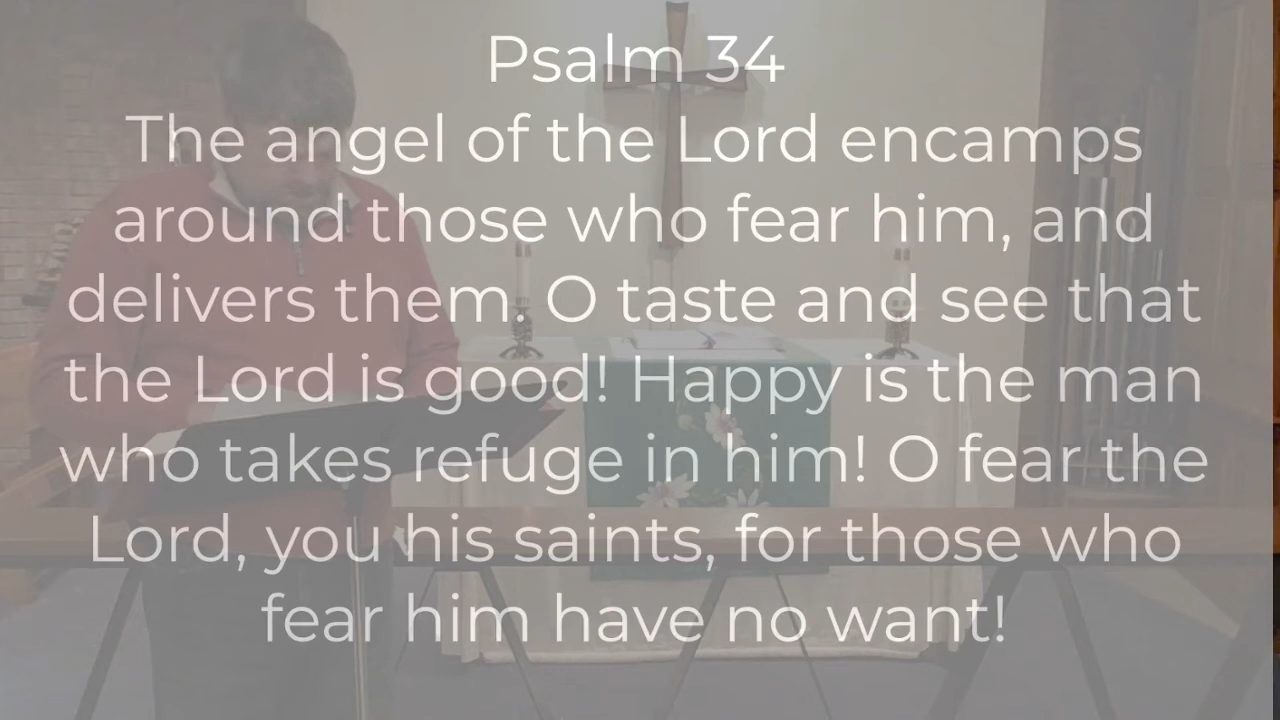 Psalm 34
The angel of the Lord encamps
around those who fear him, and
delivers them. O taste and see that
the Lord is good! Happy is the man
who takes refuge in him! O fear the
Lord, you his saints, for those who
fear him have no want!